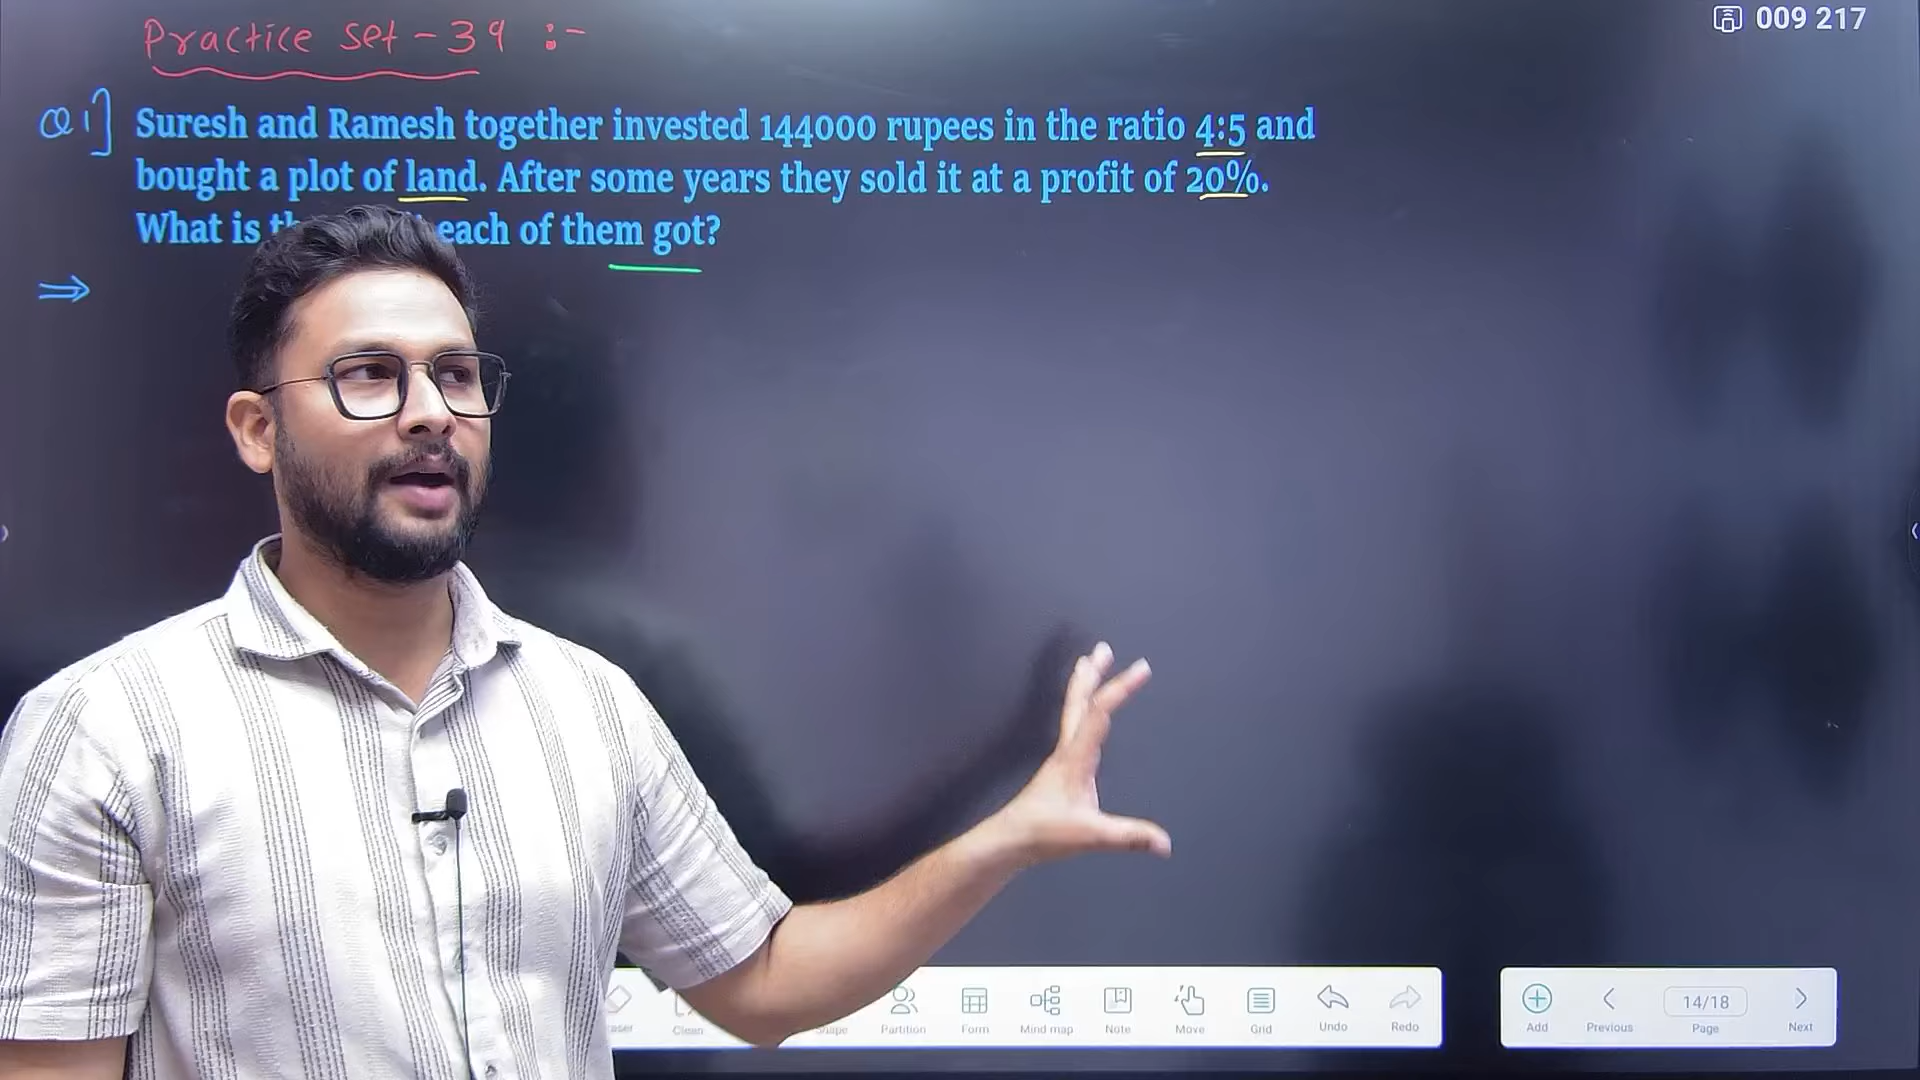 Practice set - 39 :-
009 217
Q1] Suresh and Ramesh together invested 144000 rupees in the ratio 4:5 and
bought a plot of land. After some years they sold it at a profit of 20%.
What is each of them got?
⇒
Clean Partition Form Mind map Note Move Grid Undo Redo
Add Previous 14/18 Page Next